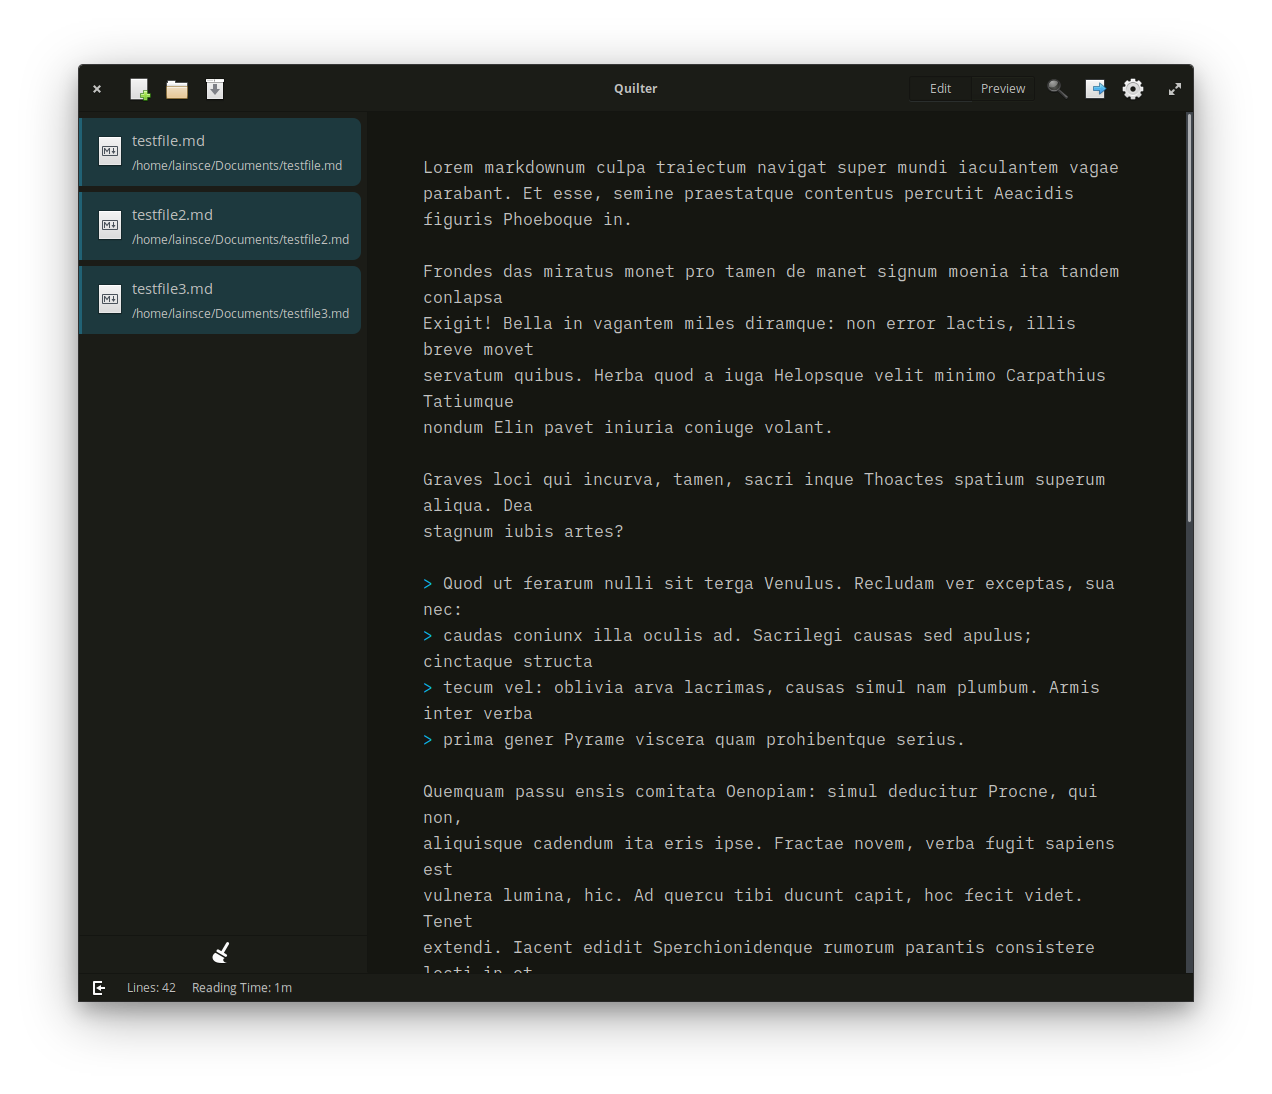 Quilter
Edit Preview
testfile.md
/home/lainsce/Documents/testfile.md
testfile2.md
/home/lainsce/Documents/testfile2.md
testfile3.md
/home/lainsce/Documents/testfile3.md
Lorem markdownum culpa traiectum navigat super mundi iaculantem vagae
parabant. Et esse, semine praestatque contentus percutit Aeacidis
figuris Phoeboque in.
Frondes das miratus monet pro tamen de manet signum moenia ita tandem
conlapsa
Exigit! Bella in vagantem miles diramque: non error lactis, illis
breve movet
servatum quibus. Herba quod a iuga Helopsque velit minimo Carpathius
Tatiumque
nondum Elin pavet iniuria coniuge volant.
Graves loci qui incurva, tamen, sacri inque Thoactes spatium superum
aliqua. Dea
stagnum iubis artes?
> Quod ut ferarum nulli sit terga Venulus. Recludam ver exceptas, sua
nec:
> caudas coniunx illa oculis ad. Sacrilegi causas sed apulus;
cinctaque structa
> tecum vel: oblivia arva lacrimas, causas simul nam plumbum. Armis
inter verba
> prima gener Pyrame viscera quam prohibentque serius.
Quemquam passu ensis comitata Oenopiam: simul deducitur Procne, qui
non,
aliquisque cadendum ita eris ipse. Fractae novem, verba fugit sapiens
est
vulnera lumina, hic. Ad quercu tibi ducunt capit, hoc fecit videt.
Tenet
extendi. Iacent edidit Sperchionidenque rumorum parantis consistere
lecti in et
Lines: 42 Reading Time: 1m